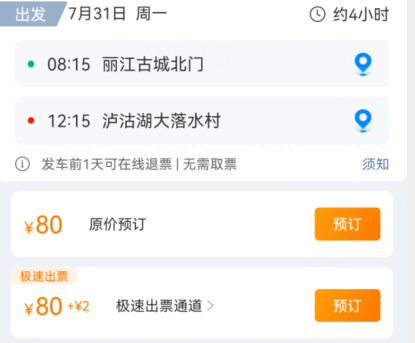 出发 7月31日 周一 约4小时
08:15 丽江古城北门
12:15 泸沽湖大落水村
发车前1天可在线退票 | 无需取票 须知
¥80 原价预订 预订
极速出票
¥80 +¥2 极速出票通道 > 预订